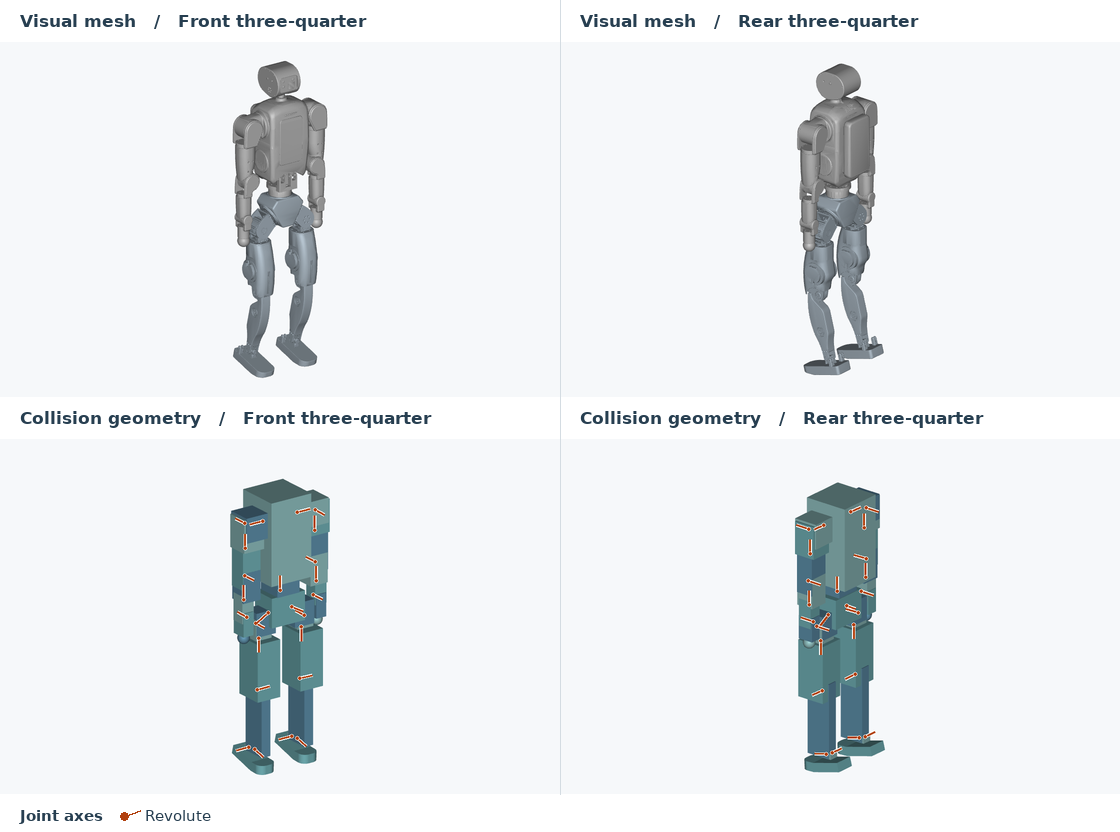 Visual mesh / Front three-quarter
Visual mesh / Rear three-quarter
Collision geometry / Front three-quarter
Collision geometry / Rear three-quarter
Joint axes Revolute